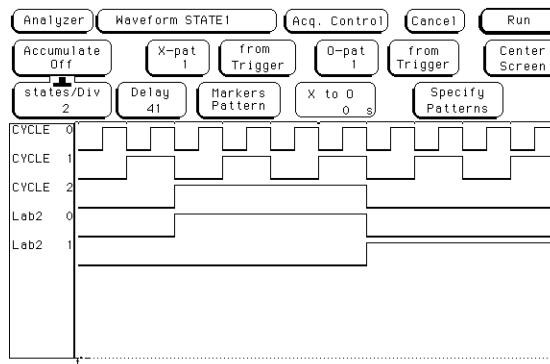 Analyzer Waveform STATE1 Acq. Control Cancel Run
Accumulate Off X-pat 1 from Trigger O-pat 1 from Trigger Center Screen
states/Div 2 Delay 41 Markers Pattern X to O 0 s Specify Patterns
CYCLE 0
CYCLE 1
CYCLE 2
Lab2 0
Lab2 1